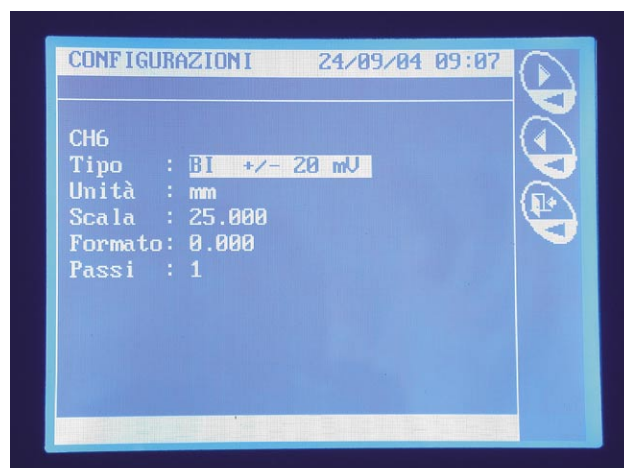 CONFIGURAZIONI 24/09/04 09:07
CH6
Tipo : BI +/- 20 mV
Unità : mm
Scala : 25.000
Formato: 0.000
Passi : 1